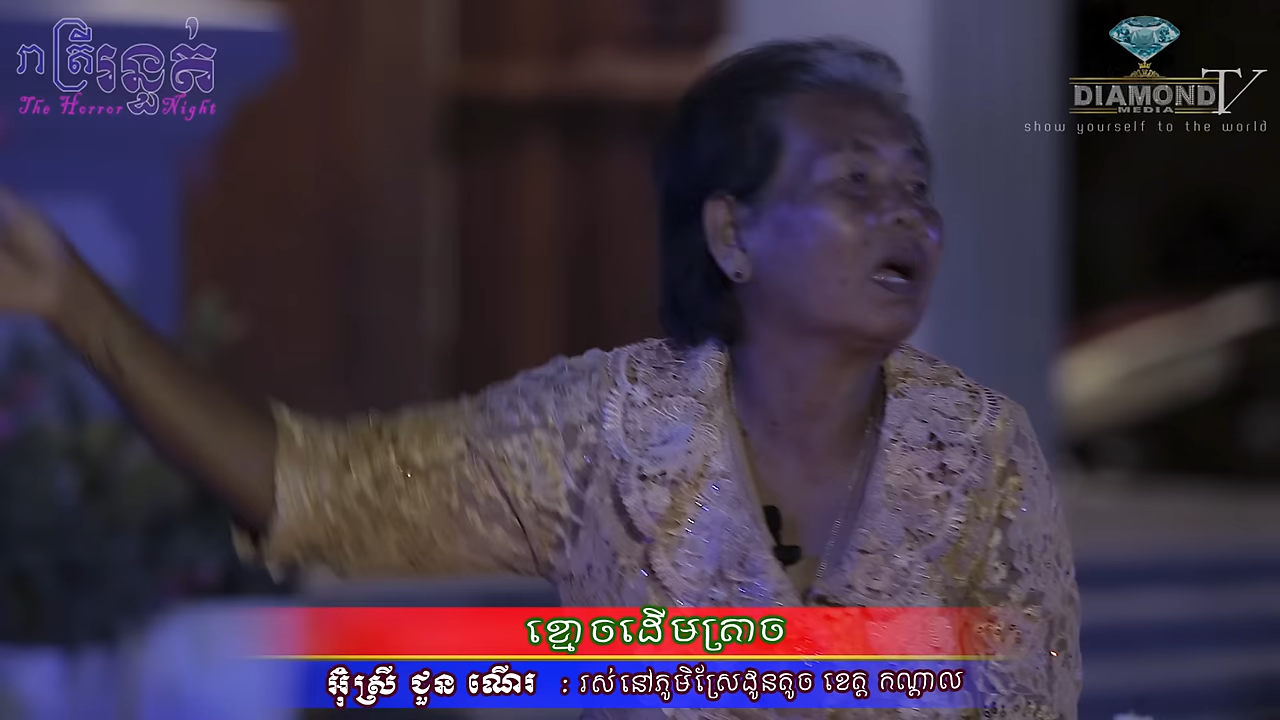 រាត្រីរន្ធត់
The Horror Night
DIAMOND TV
MEDIA
show yourself to the world
ខ្មោចដើមត្រាច
អ៊ុំស្រី ជួន ណើរ : រស់នៅភូមិស្រែដូនតូច ខេត្ត កណ្តាល